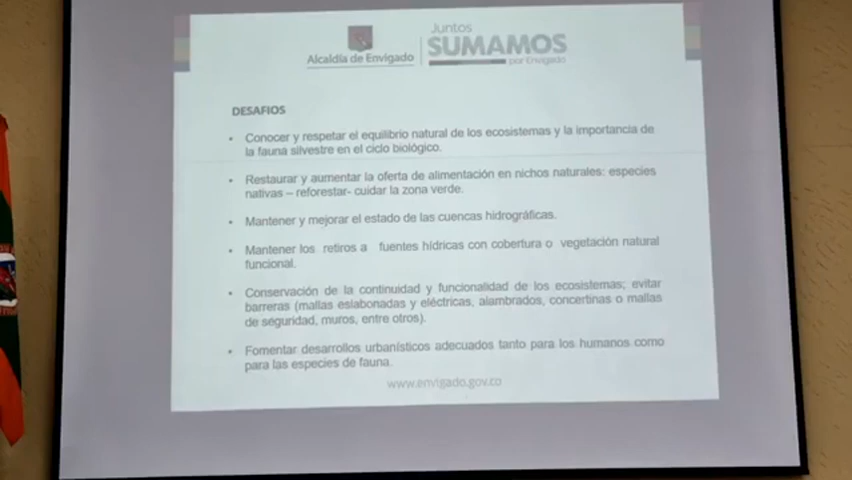 Alcaldía de Envigado
Juntos
SUMAMOS
por Envigado
DESAFIOS
• Conocer y respetar el equilibrio natural de los ecosistemas y la importancia de
la fauna silvestre en el ciclo biológico.
• Restaurar y aumentar la oferta de alimentación en nichos naturales: especies
nativas – reforestar- cuidar la zona verde.
• Mantener y mejorar el estado de las cuencas hidrográficas.
• Mantener los retiros a fuentes hídricas con cobertura o vegetación natural
funcional.
• Conservación de la continuidad y funcionalidad de los ecosistemas; evitar
barreras (mallas eslabonadas y eléctricas, alambrados, concertinas o mallas
de seguridad, muros, entre otros).
• Fomentar desarrollos urbanísticos adecuados tanto para los humanos como
para las especies de fauna.
www.envigado.gov.co